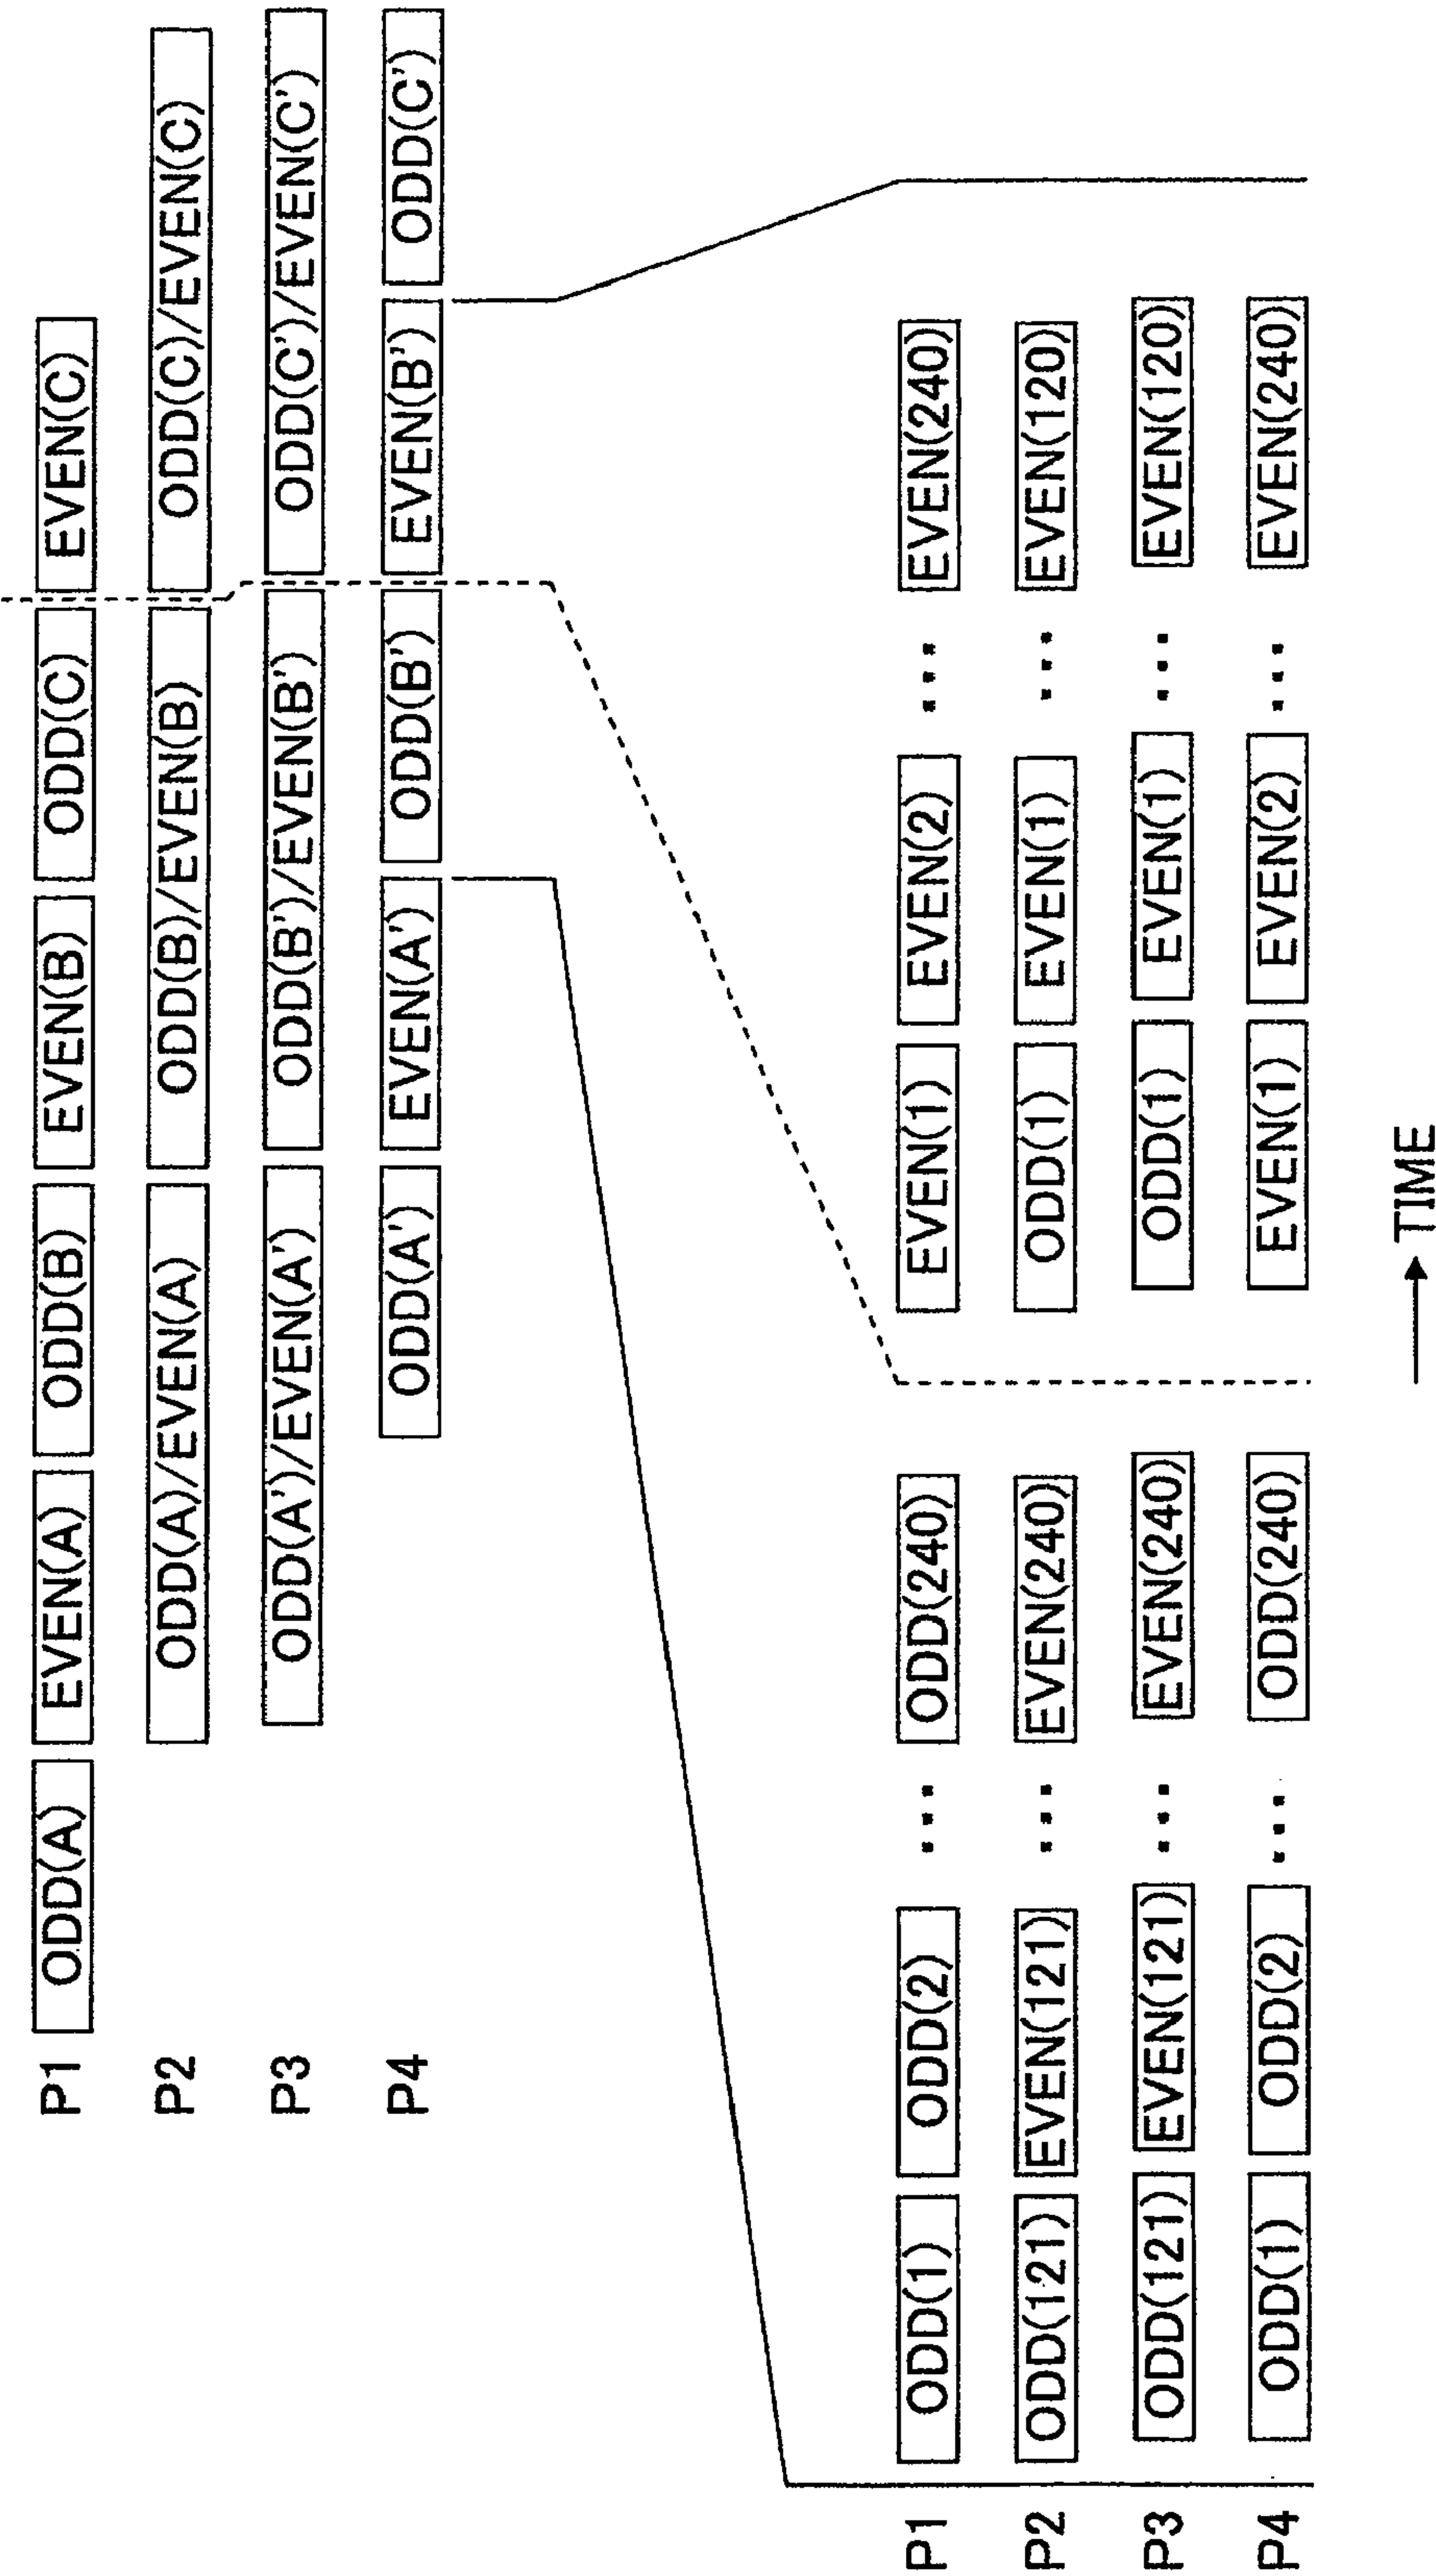 P1 ODD(A) EVEN(A) ODD(B) EVEN(B) ODD(C) EVEN(C)
P2 ODD(A)/EVEN(A) ODD(B)/EVEN(B) ODD(C)/EVEN(C)
P3 ODD(A')/EVEN(A') ODD(B')/EVEN(B') ODD(C')/EVEN(C')
P4 ODD(A') EVEN(A') ODD(B') EVEN(B') ODD(C')
P1 ODD(1) ODD(2) ... ODD(240) EVEN(1) EVEN(2) ... EVEN(240)
P2 ODD(121) EVEN(121) ... EVEN(240) ODD(1) EVEN(1) ... EVEN(120)
P3 ODD(121) EVEN(121) ... EVEN(240) ODD(1) EVEN(1) ... EVEN(120)
P4 ODD(1) ODD(2) ... ODD(240) EVEN(1) EVEN(2) ... EVEN(240)
TIME